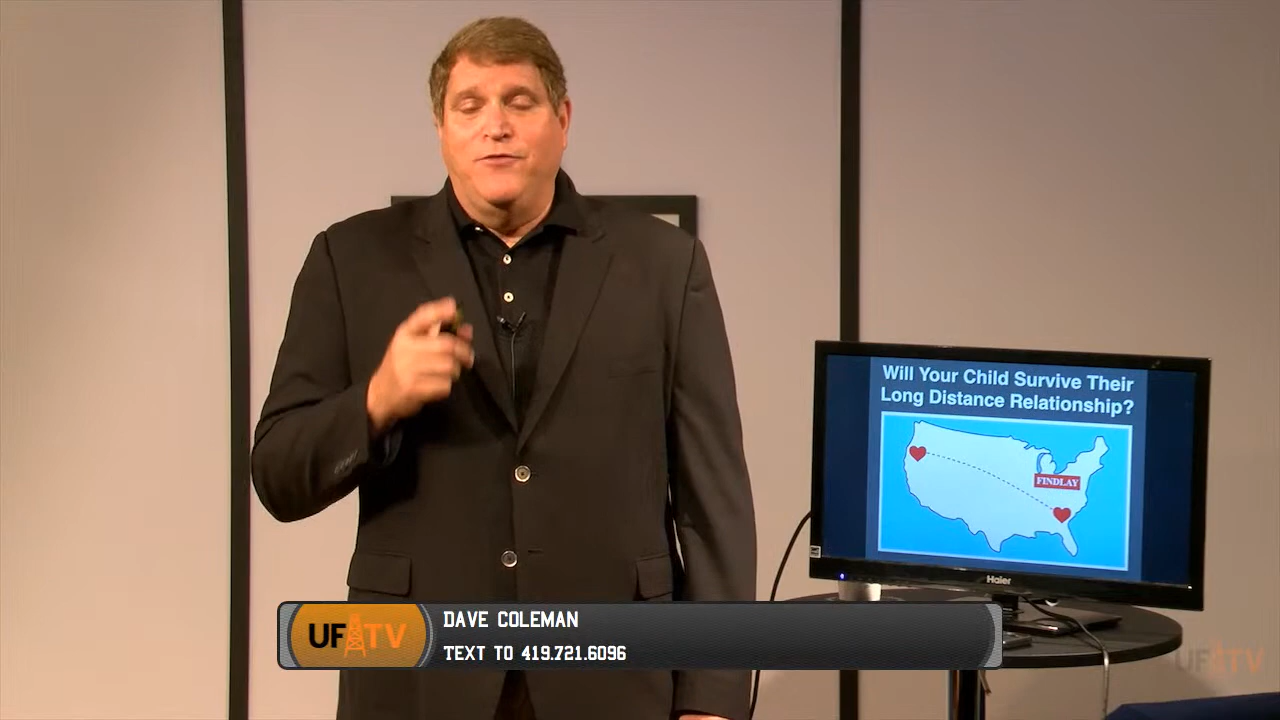 Will Your Child Survive Their
Long Distance Relationship?
FINDLAY
Haier
UF TV
DAVE COLEMAN
TEXT TO 419.721.6096
UF TV